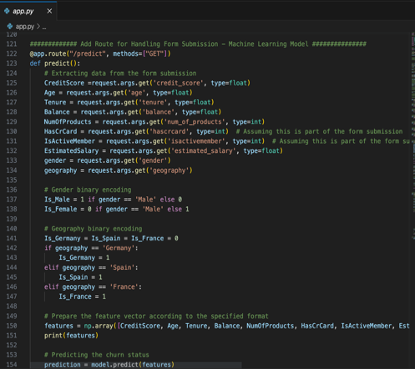 app.py ×
app.py > ...
120
121 ############# Add Route for Handling Form Submission - Machine Learning Model ###############
122 @app.route("/predict", methods=["GET"])
123 def predict():
124 # Extracting data from the form submission
125 CreditScore =request.args.get('credit_score', type=float)
126 Age = request.args.get('age', type=float)
127 Tenure = request.args.get('tenure', type=float)
128 Balance = request.args.get('balance', type=float)
129 NumOfProducts = request.args.get('num_of_products', type=int)
130 HasCrCard = request.args.get('hascrcard', type=int) # Assuming this is part of the form submission
131 IsActiveMember = request.args.get('isactivemember', type=int) # Assuming this is part of the form su
132 EstimatedSalary = request.args.get('estimated_salary', type=float)
133 gender = request.args.get('gender')
134 geography = request.args.get('geography')
135
136 # Gender binary encoding
137 Is_Male = 1 if gender == 'Male' else 0
138 Is_Female = 0 if gender == 'Male' else 1
139
140 # Geography binary encoding
141 Is_Germany = Is_Spain = Is_France = 0
142 if geography == 'Germany':
143 Is_Germany = 1
144 elif geography == 'Spain':
145 Is_Spain = 1
146 elif geography == 'France':
147 Is_France = 1
148
149 # Prepare the feature vector according to the specified format
150 features = np.array([CreditScore, Age, Tenure, Balance, NumOfProducts, HasCrCard, IsActiveMember, Est
151 print(features)
152
153 # Predicting the churn status
154 prediction = model.predict(features)